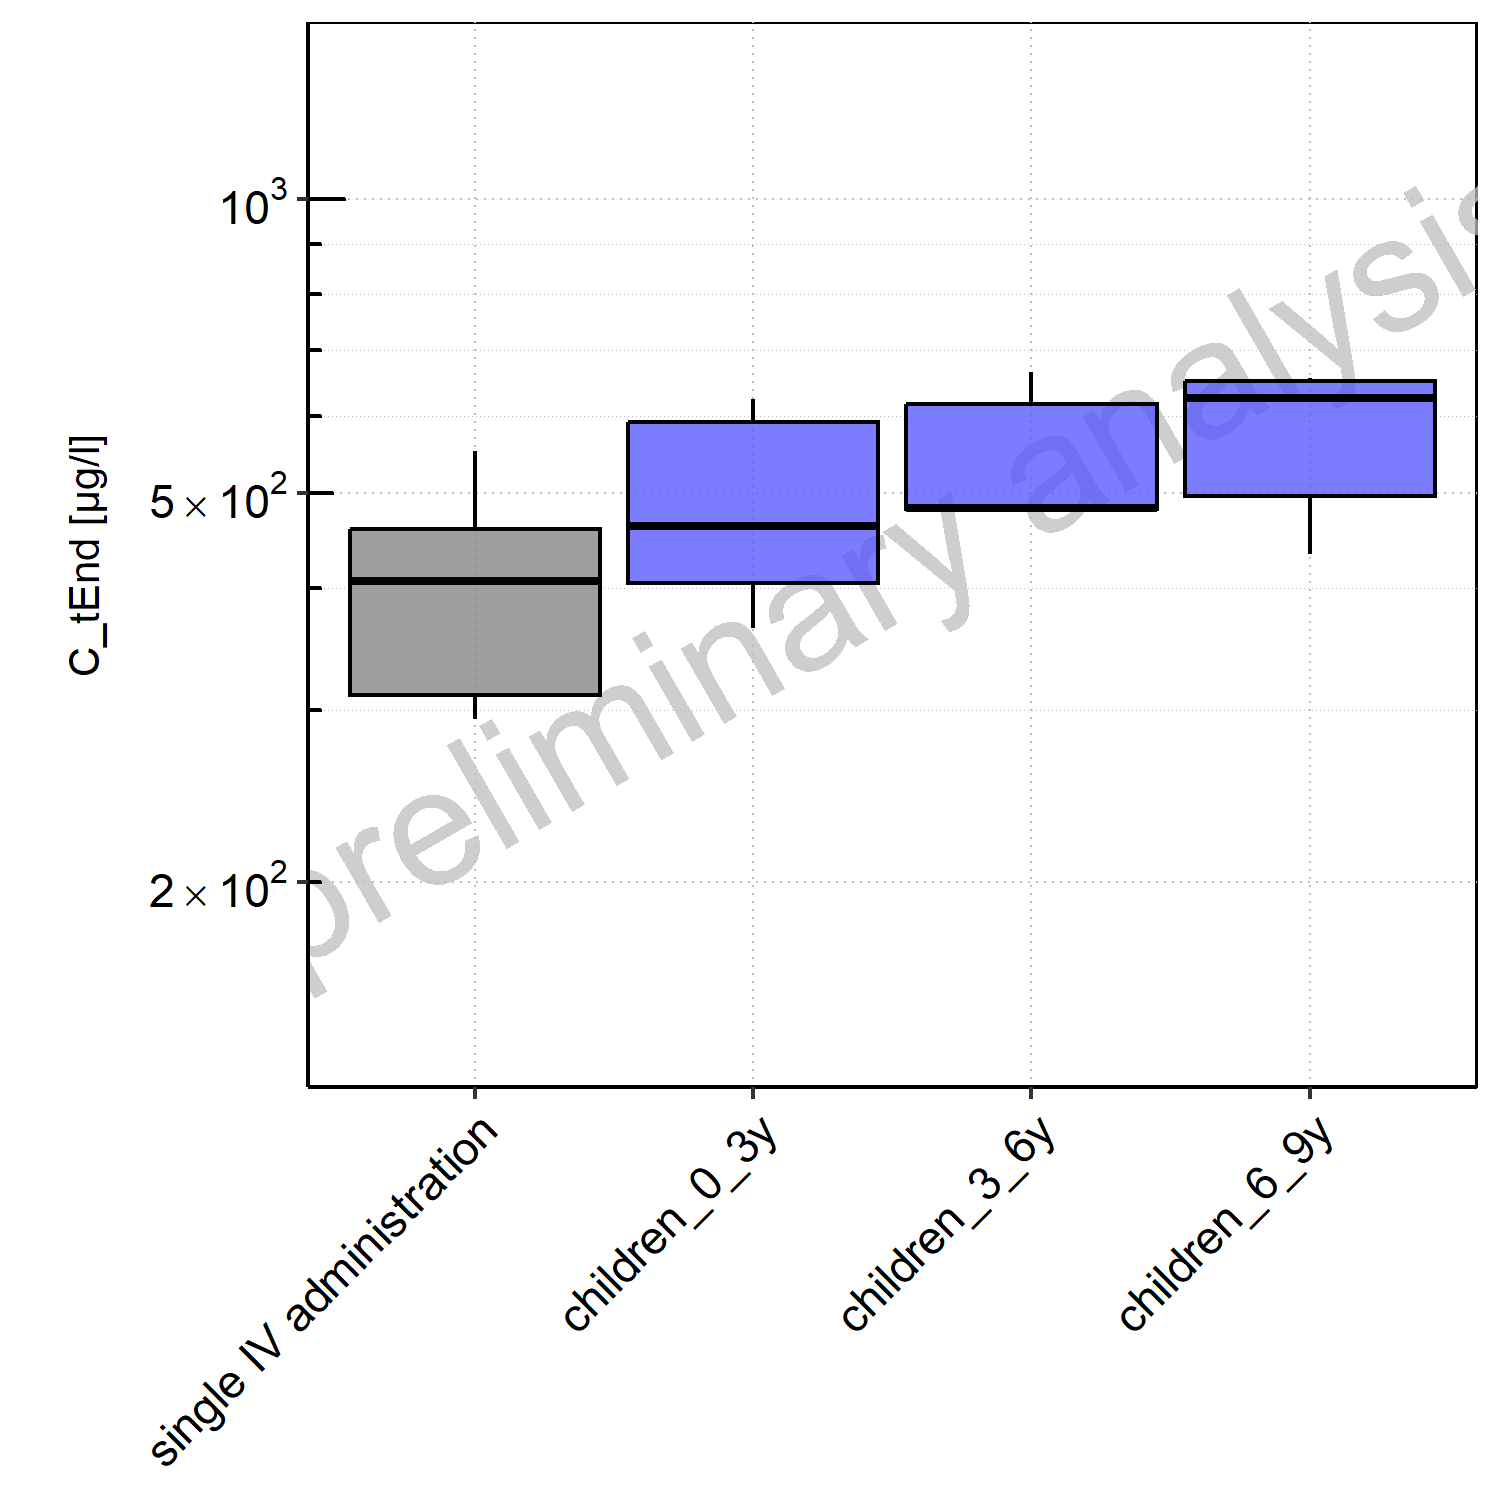 10³
5 × 10²
2 × 10²
C_tEnd [µg/l]
preliminary analysis
single IV administration
children_0_3y
children_3_6y
children_6_9y